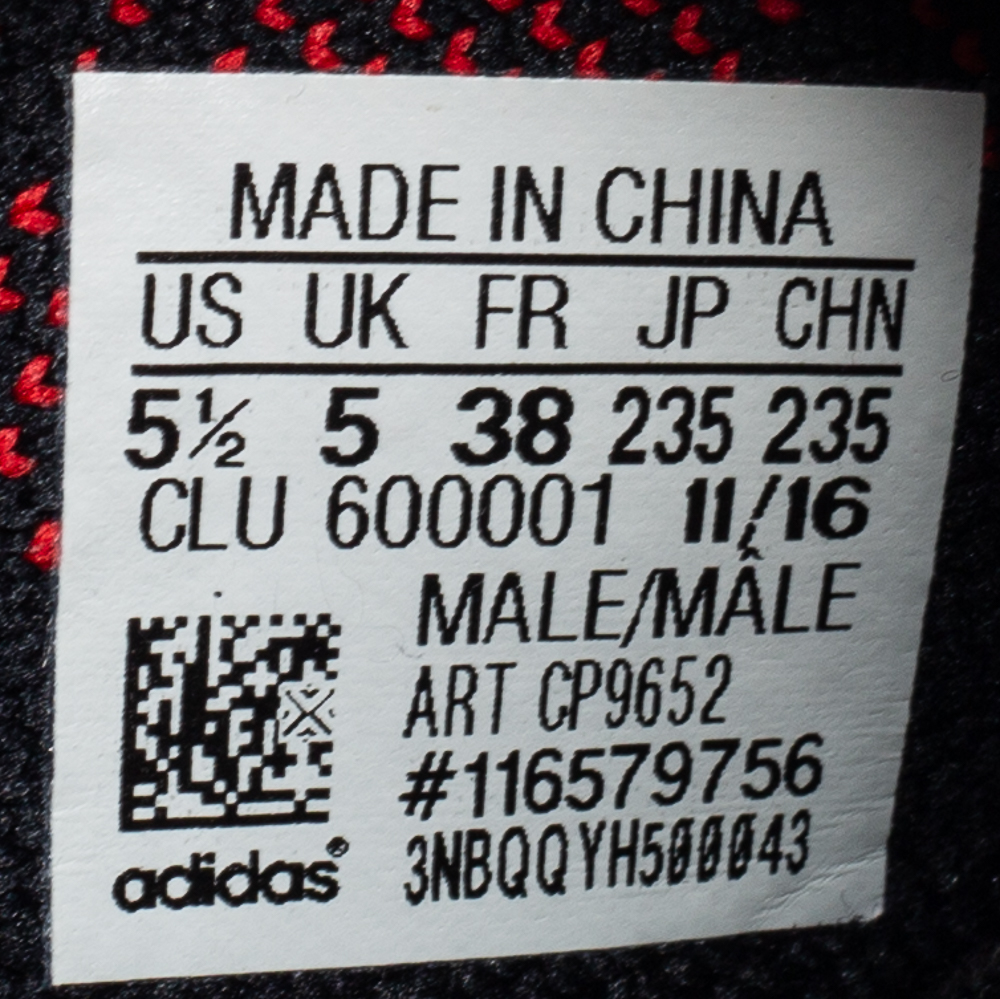 MADE IN CHINA
US UK FR JP CHN
5½ 5 38 235 235
CLU 600001 11/16
MALE/MÂLE
ART CP9652
#116579756
3NBQQYH500043
adidas®